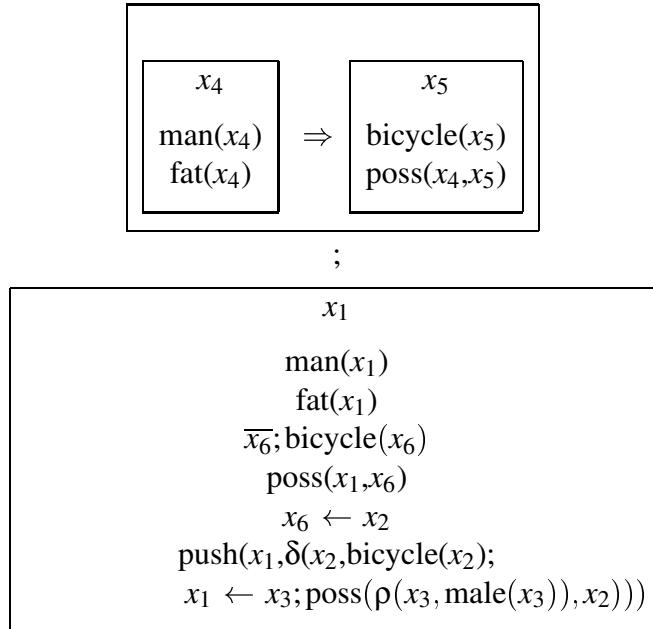 x₄ x₅
man(x₄) ⇒ bicycle(x₅)
fat(x₄) poss(x₄,x₅)
;
x₁
man(x₁)
fat(x₁)
x̅₆̅;bicycle(x₆)
poss(x₁,x₆)
x₆ ← x₂
push(x₁,δ(x₂,bicycle(x₂);
x₁ ← x₃;poss(ρ(x₃,male(x₃)),x₂)))